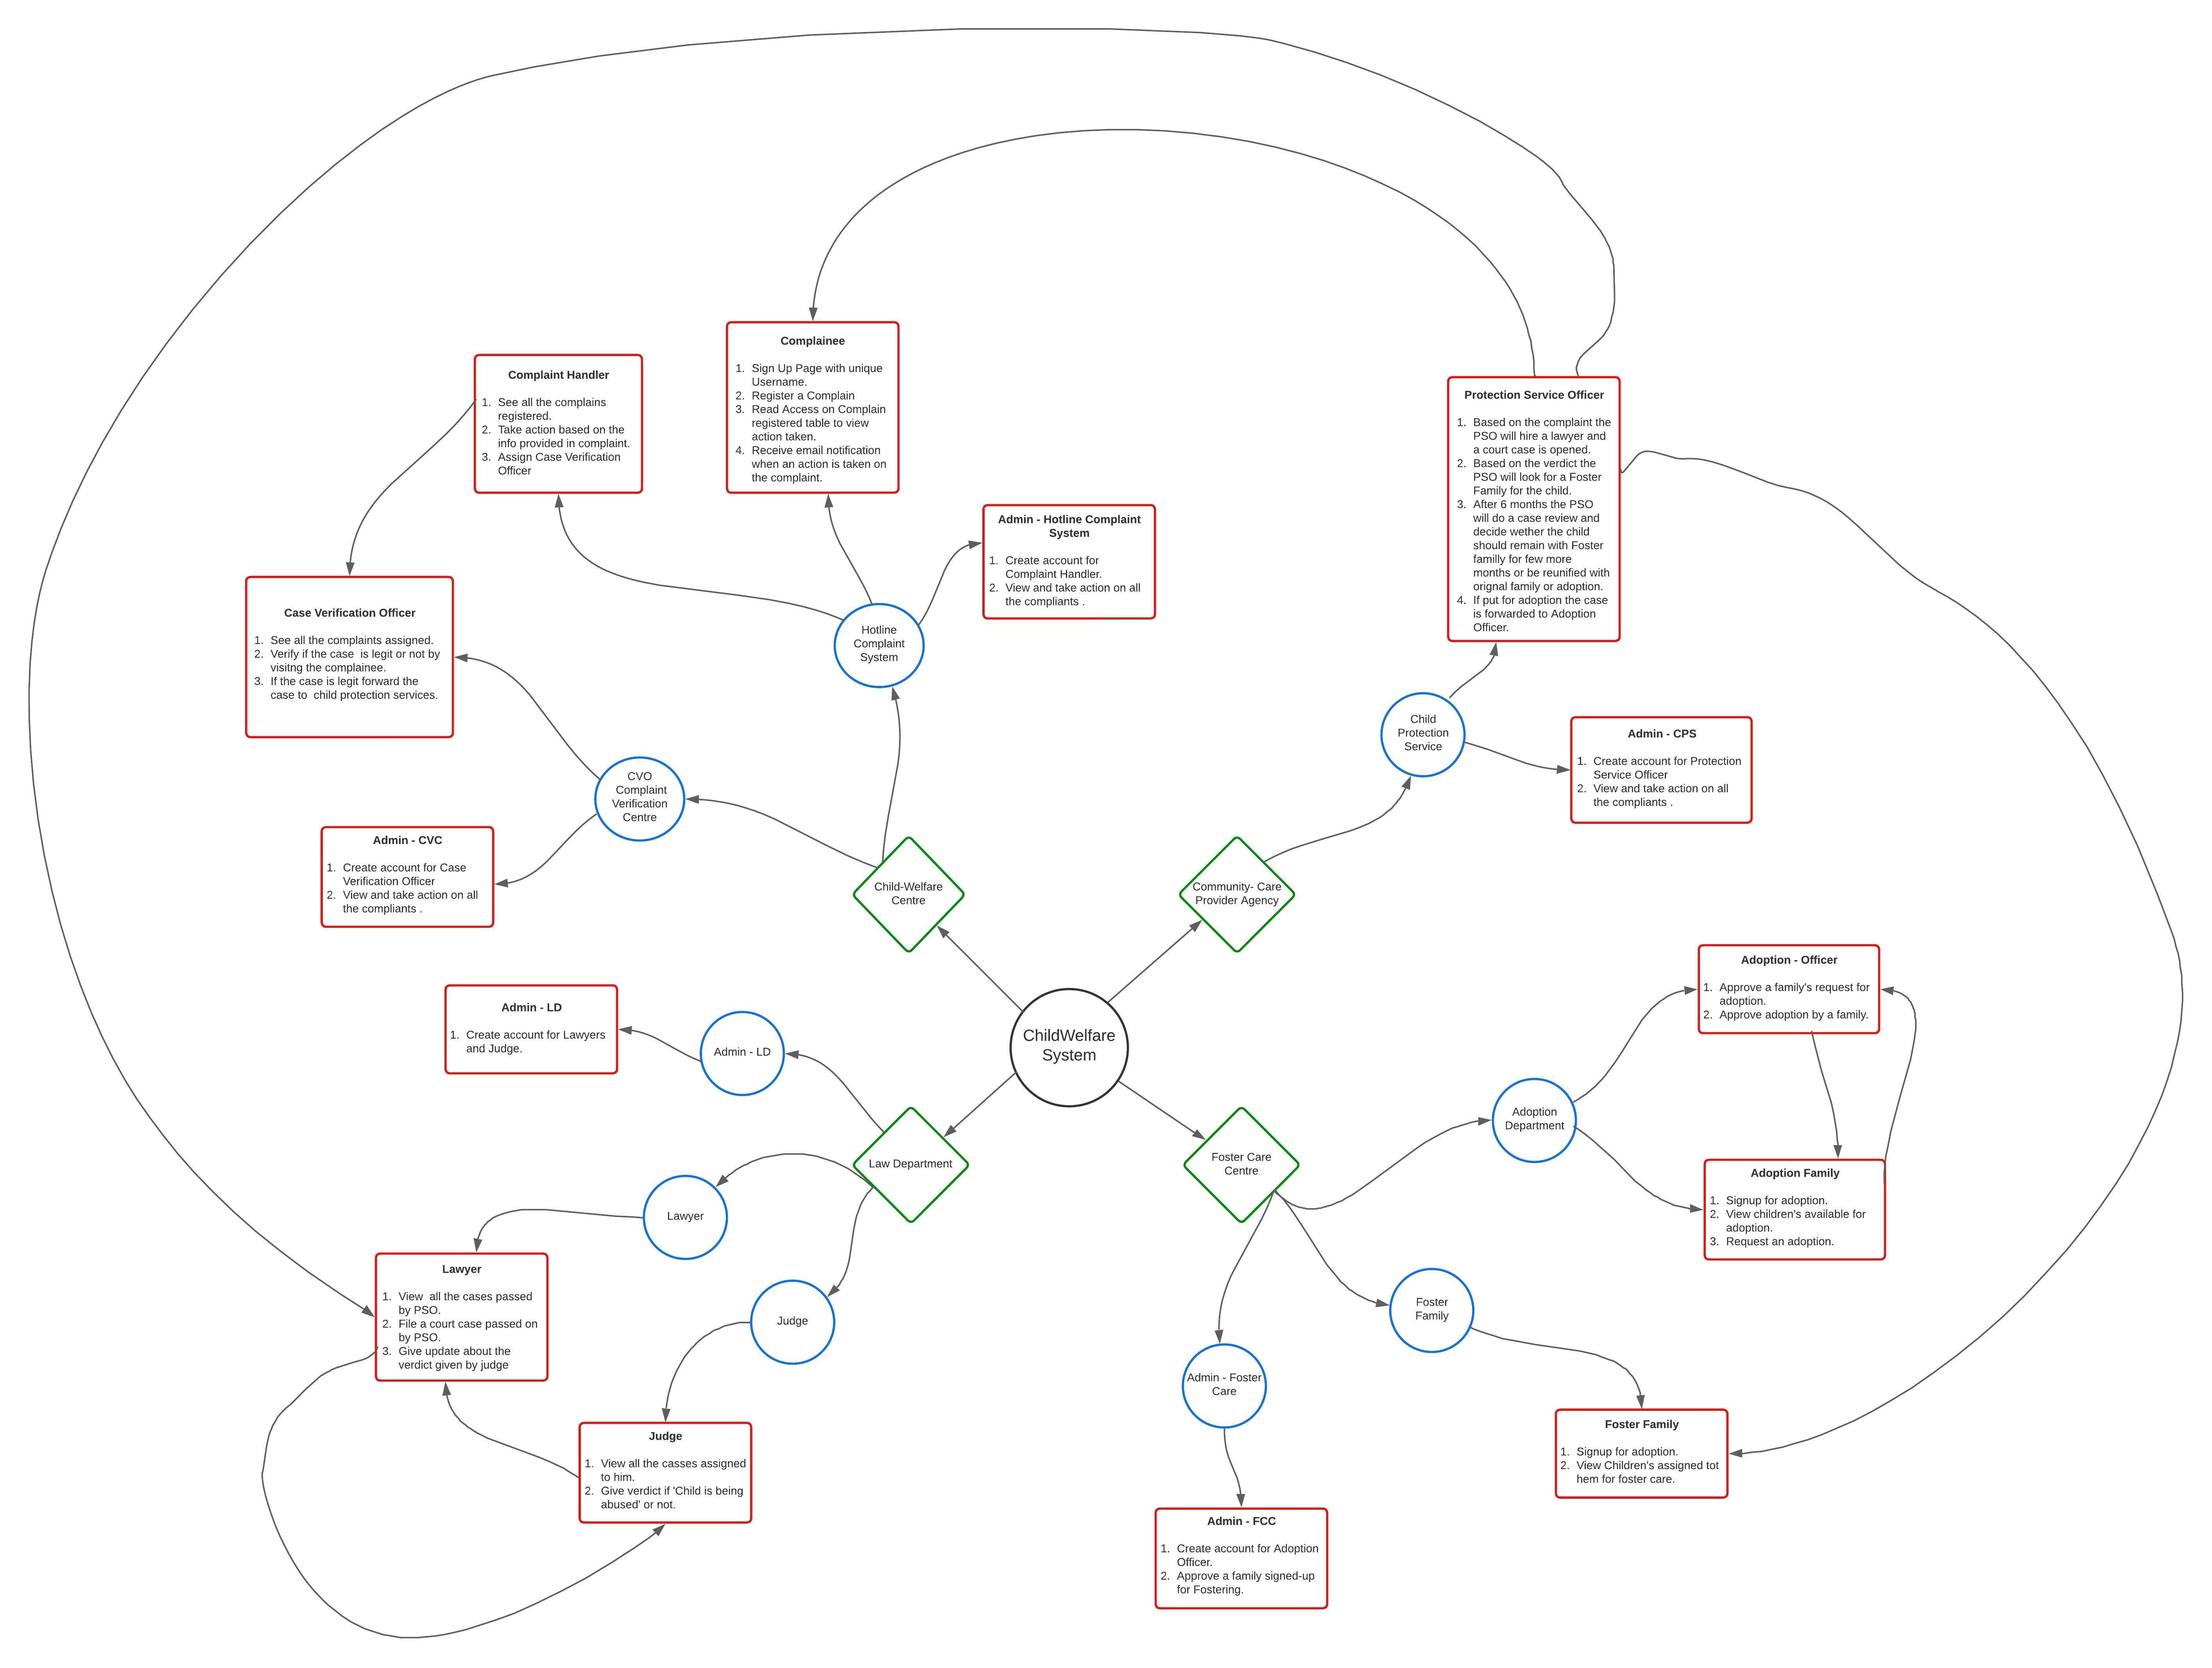 Complainee
1. Sign Up Page with unique
Username.
2. Register a Complain
3. Read Access on Complain
registered table to view
action taken.
4. Receive email notification
when an action is taken on
the complaint.
Complaint Handler
1. See all the complains
registered.
2. Take action based on the
info provided in complaint.
3. Assign Case Verification
Officer
Protection Service Officer
1. Based on the complaint the
PSO will hire a lawyer and
a court case is opened.
2. Based on the verdict the
PSO will look for a Foster
Family for the child.
3. After 6 months the PSO
will do a case review and
decide wether the child
should remain with Foster
familly for few more
months or be reunified with
orignal family or adoption.
4. If put for adoption the case
is forwarded to Adoption
Officer.
Admin - Hotline Complaint
System
1. Create account for
Complaint Handler.
2. View and take action on all
the compliants .
Case Verification Officer
1. See all the complaints assigned.
2. Verify if the case  is legit or not by
visitng the complainee.
3. If the case is legit forward the
case to  child protection services.
Hotline
Complaint
System
Child
Protection
Service
Admin - CPS
1. Create account for Protection
Service Officer
2. View and take action on all
the compliants .
CVO
Complaint
Verification
Centre
Admin - CVC
1. Create account for Case
Verification Officer
2. View and take action on all
the compliants .
Child-Welfare
Centre
Community- Care
Provider Agency
Adoption - Officer
1. Approve a family's request for
adoption.
2. Approve adoption by a family.
Admin - LD
1. Create account for Lawyers
and Judge.
Admin - LD
ChildWelfare
System
Adoption
Department
Law Department
Foster Care
Centre
Adoption Family
1. Signup for adoption.
2. View children's available for
adoption.
3. Request an adoption.
Lawyer
Lawyer
1. View  all the cases passed
by PSO.
2. File a court case passed on
by PSO.
3. Give update about the
verdict given by judge
Judge
Foster
Family
Admin - Foster
Care
Judge
1. View all the casses assigned
to him.
2. Give verdict if 'Child is being
abused' or not.
Foster Family
1. Signup for adoption.
2. View Children's assigned tot
hem for foster care.
Admin - FCC
1. Create account for Adoption
Officer.
2. Approve a family signed-up
for Fostering.